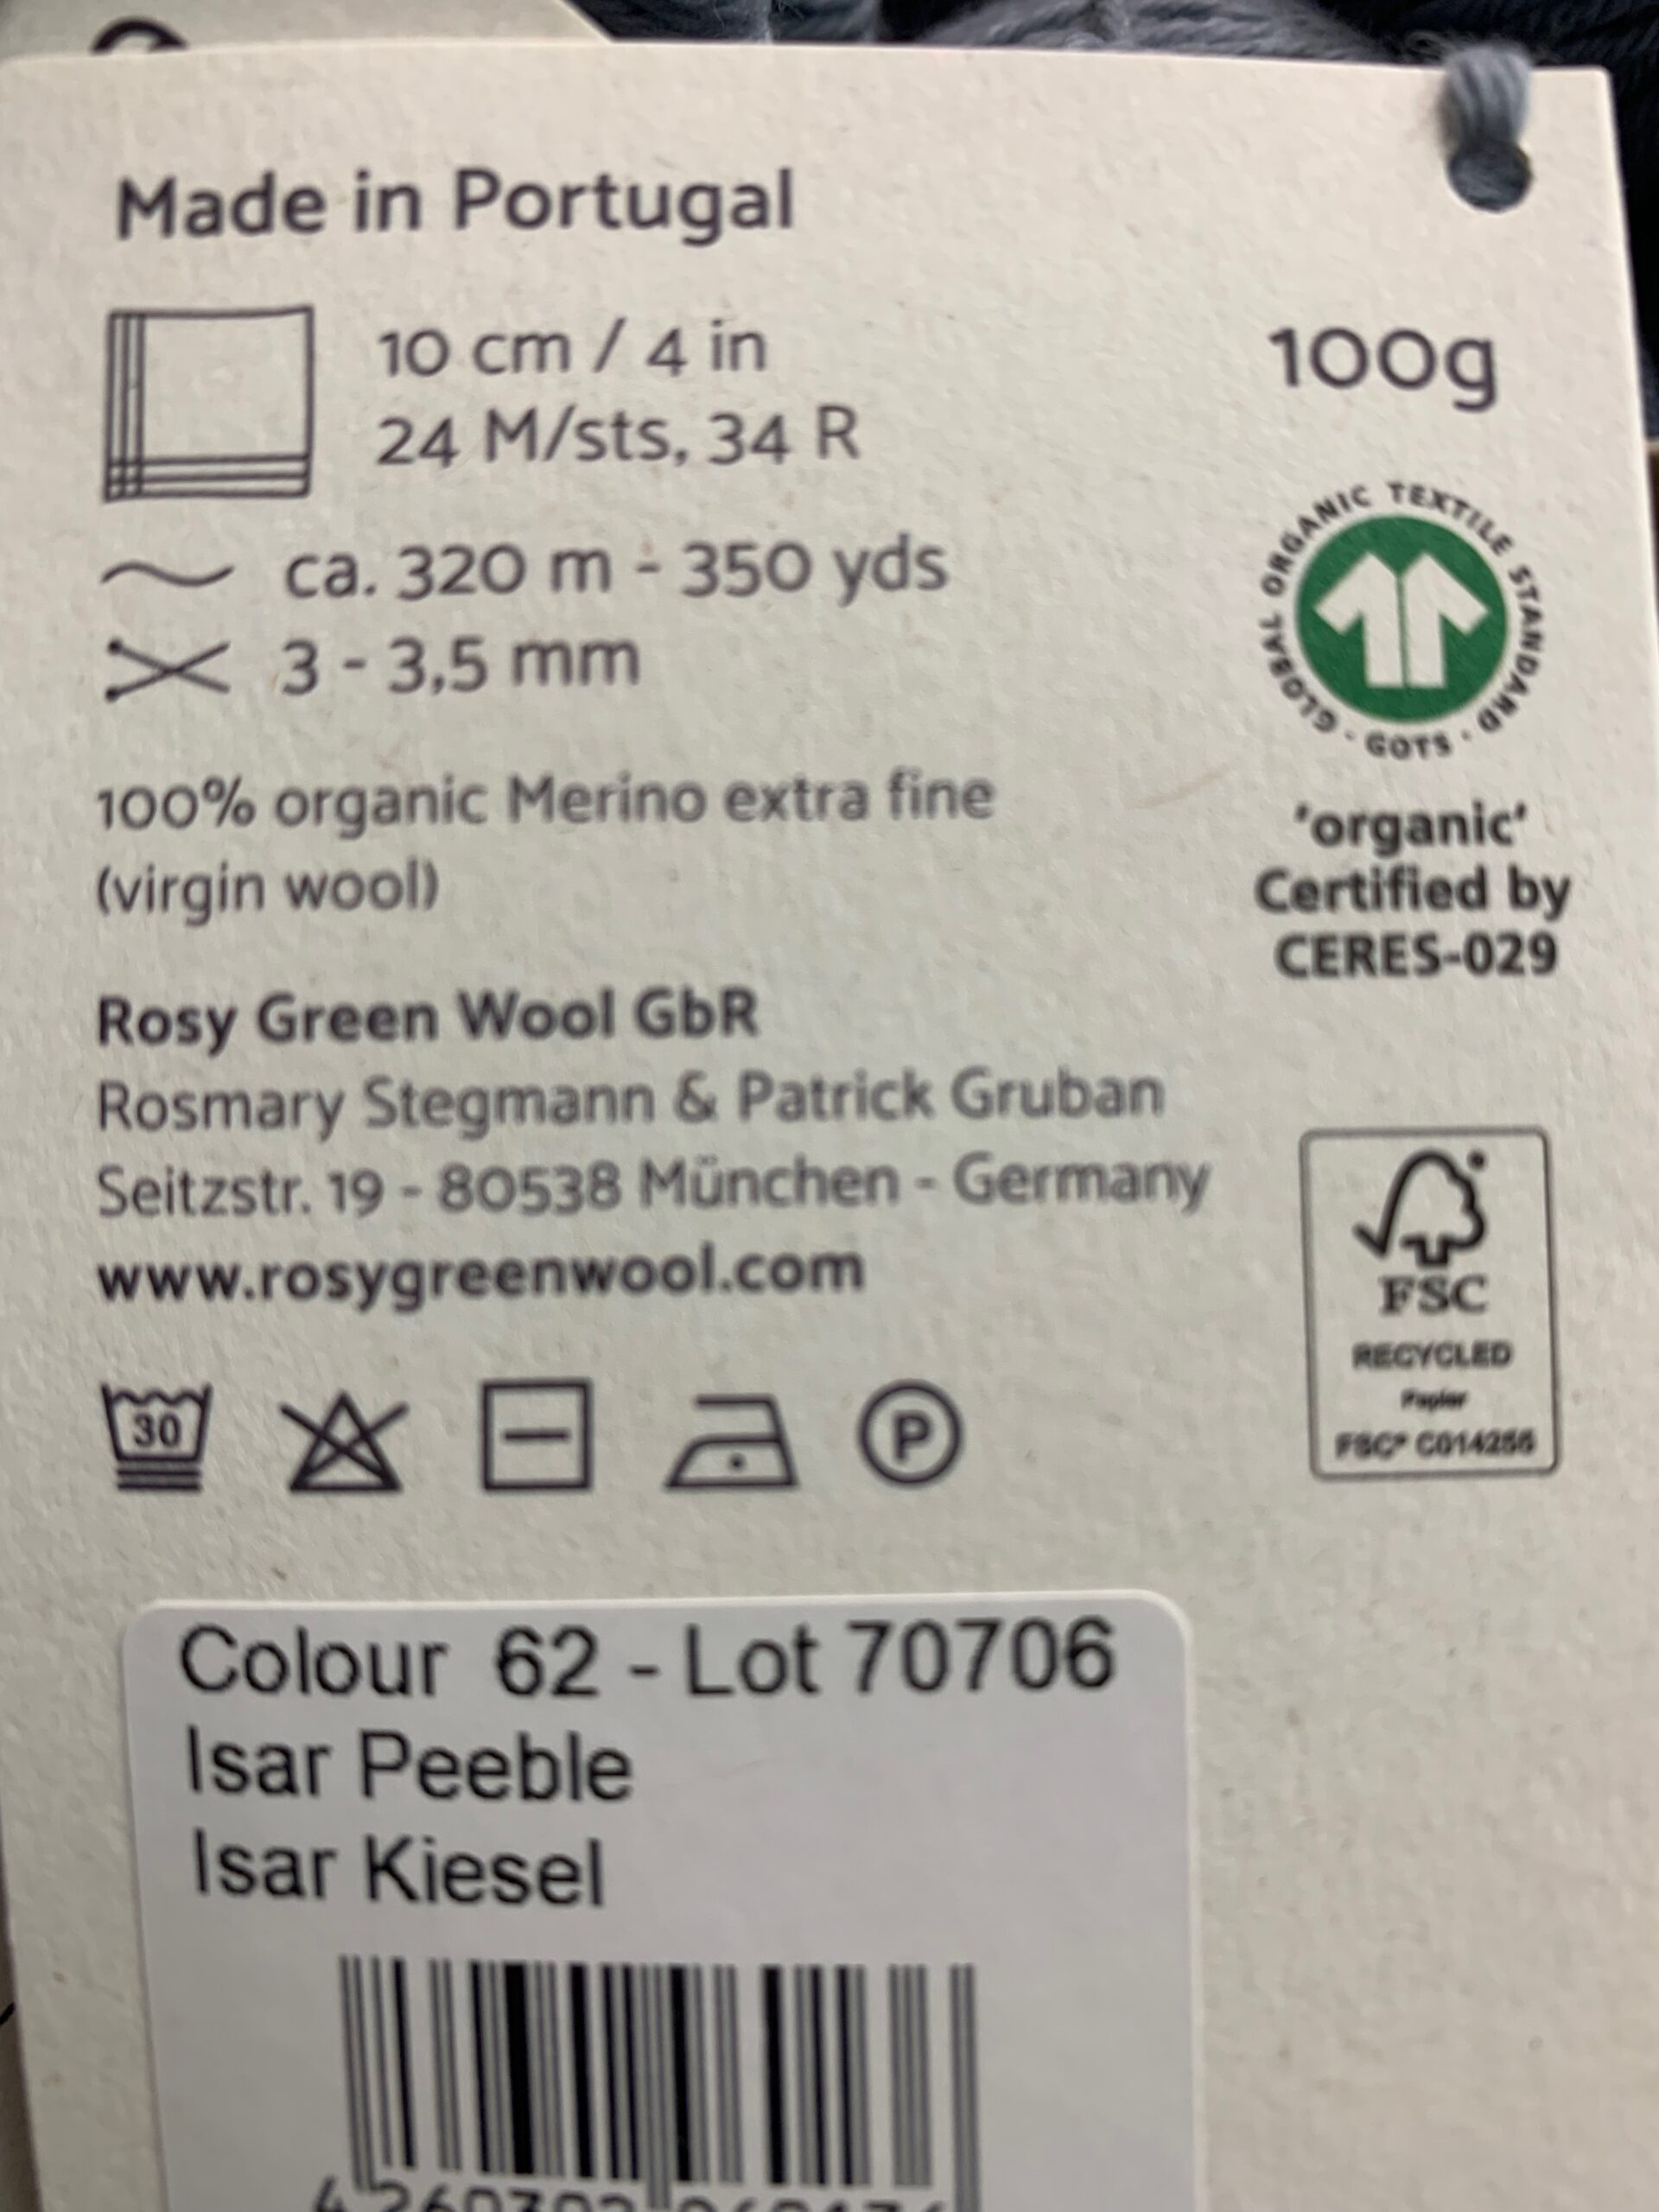 Made in Portugal
10 cm / 4 in
24 M/sts, 34 R
100g
ca. 320 m - 350 yds
3 - 3,5 mm
GLOBAL ORGANIC TEXTILE STANDARD · GOTS ·
100% organic Merino extra fine
(virgin wool)
'organic'
Certified by
CERES-029
Rosy Green Wool GbR
Rosmary Stegmann & Patrick Gruban
Seitzstr. 19 - 80538 München - Germany
www.rosygreenwool.com
FSC
RECYCLED
Papier
FSC® C014255
30
P
Colour 62 - Lot 70706
Isar Peeble
Isar Kiesel